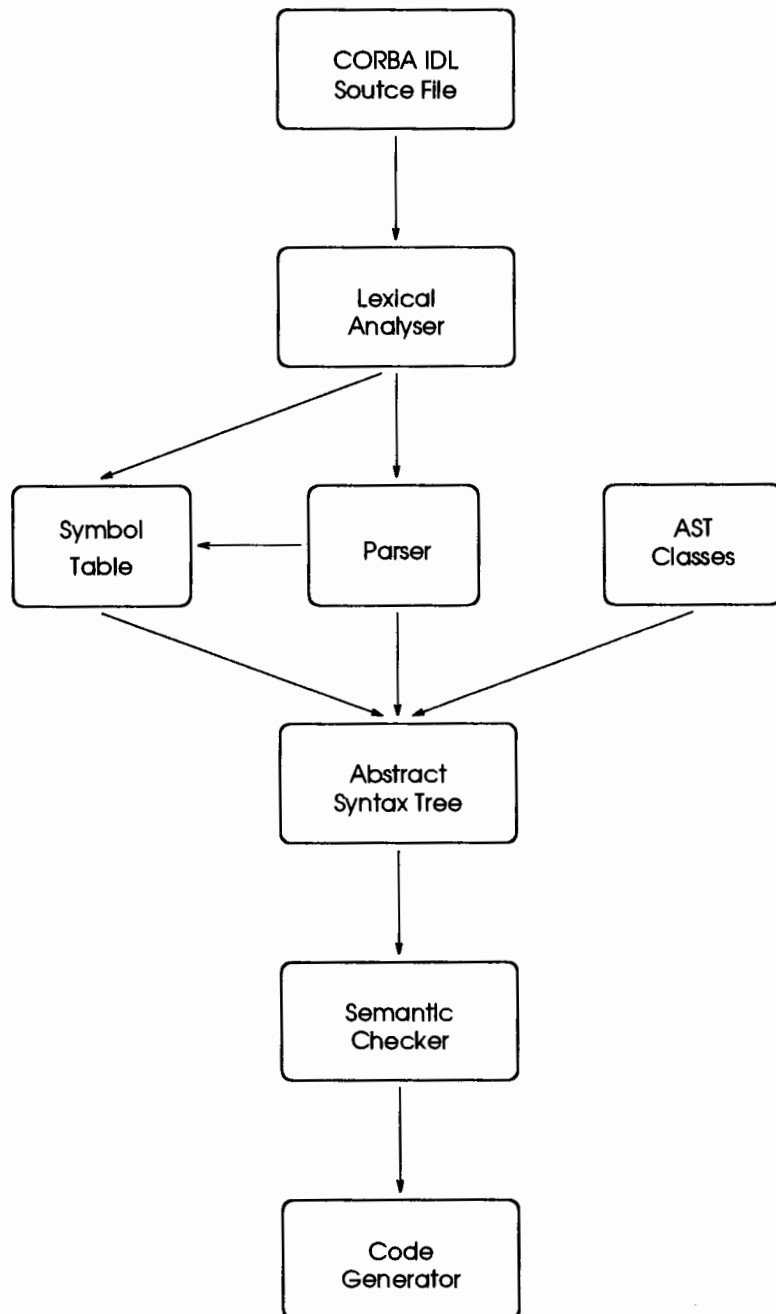 CORBA IDL
Soutce File
Lexical
Analyser
Symbol
Table
Parser
AST
Classes
Abstract
Syntax Tree
Semantic
Checker
Code
Generator